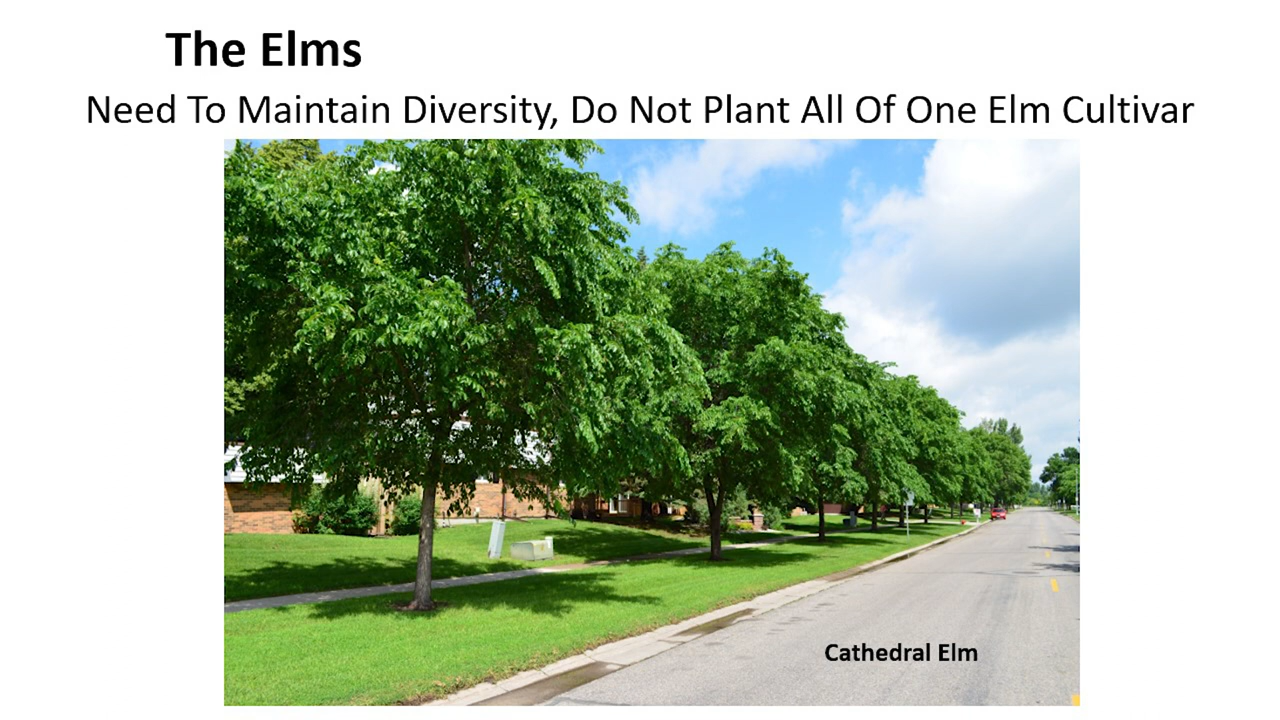 The Elms
Need To Maintain Diversity, Do Not Plant All Of One Elm Cultivar
Cathedral Elm